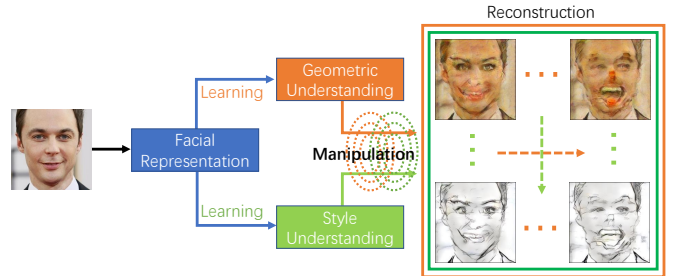 Reconstruction
Geometric
Understanding
Learning
Facial
Representation
Manipulation
Learning
Style
Understanding